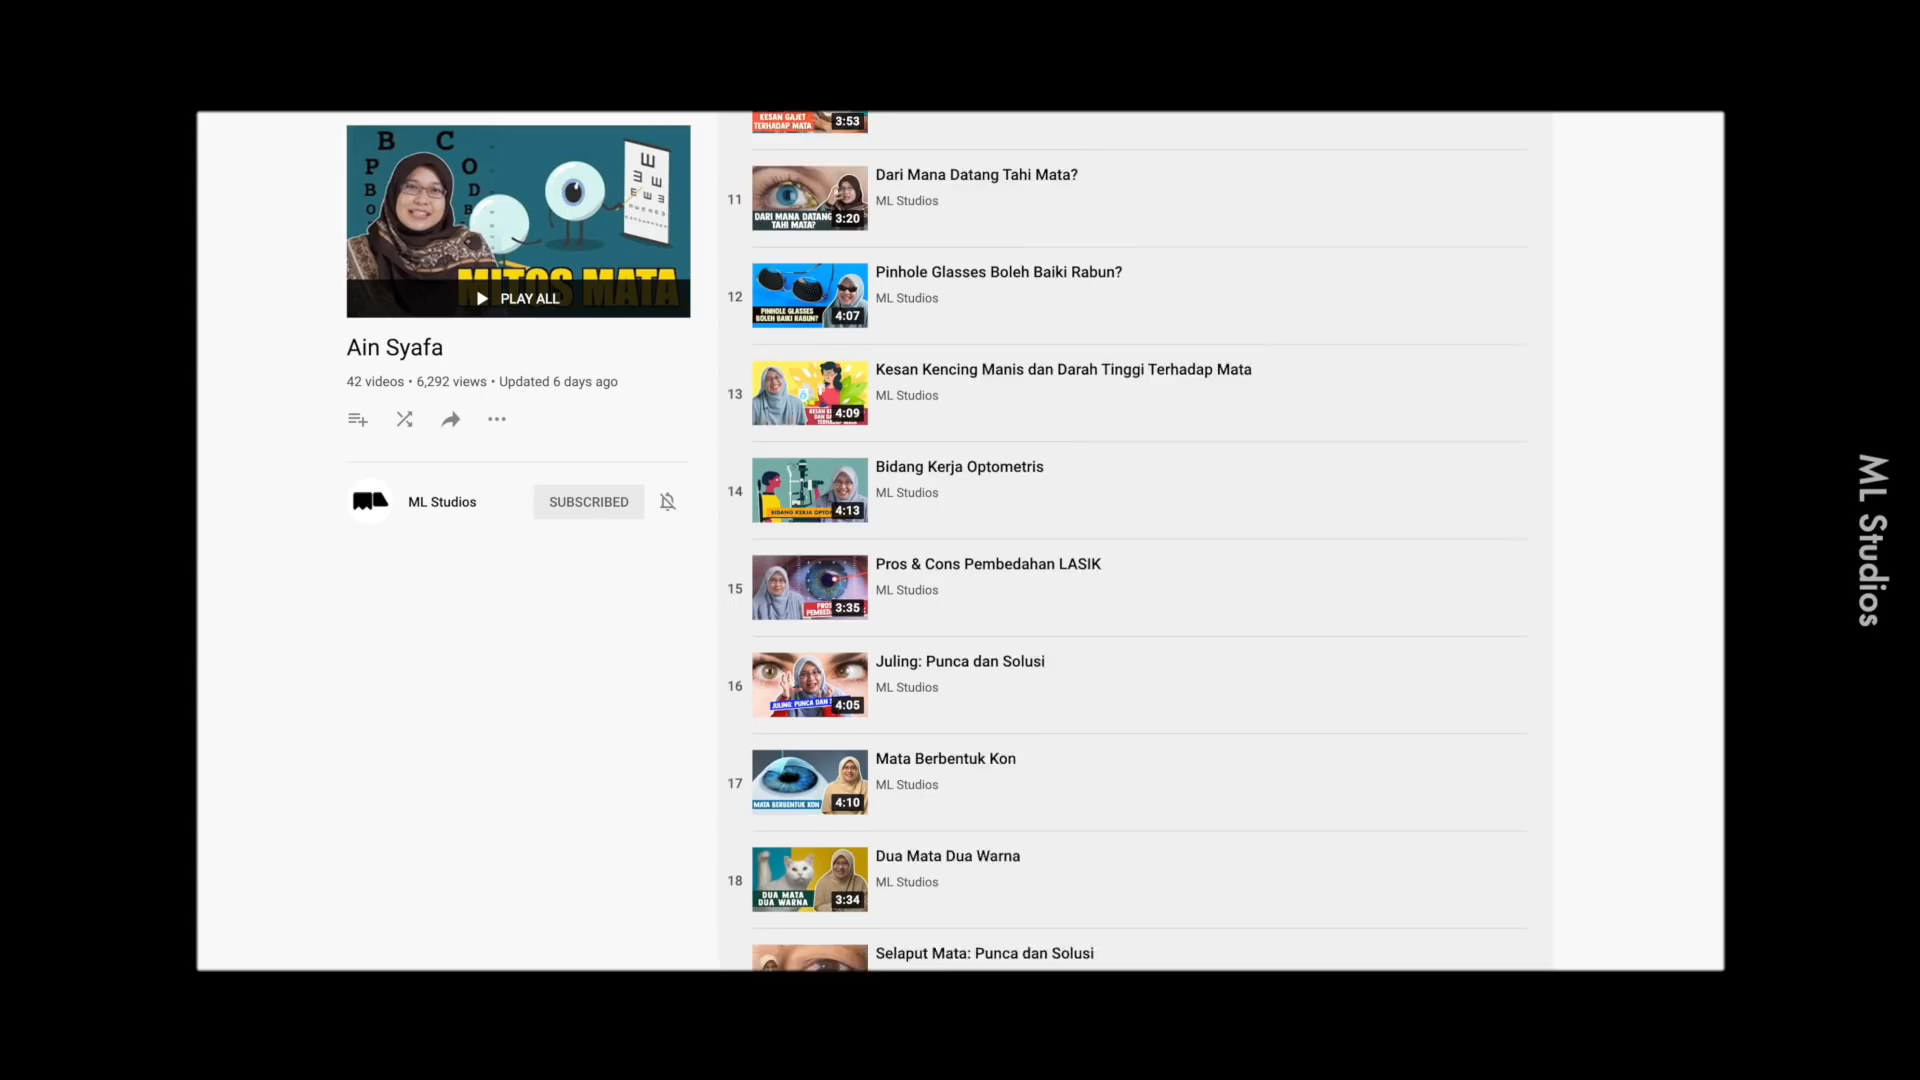 B C
P O
B D
O B
MITOS MATA
PLAY ALL
Ain Syafa
42 videos • 6,292 views • Updated 6 days ago
ML Studios
SUBSCRIBED
KESAN GAJET
TERHADAP MATA
3:53
11
DARI MANA DATANG
TAHI MATA?
3:20
Dari Mana Datang Tahi Mata?
ML Studios
12
PINHOLE GLASSES
BOLEH BAIKI RABUN?
4:07
Pinhole Glasses Boleh Baiki Rabun?
ML Studios
13
4:09
Kesan Kencing Manis dan Darah Tinggi Terhadap Mata
ML Studios
14
BIDANG KERJA
4:13
Bidang Kerja Optometris
ML Studios
15
3:35
Pros & Cons Pembedahan LASIK
ML Studios
16
JULING: PUNCA DAN
4:05
Juling: Punca dan Solusi
ML Studios
17
MATA BERBENTUK KON
4:10
Mata Berbentuk Kon
ML Studios
18
DUA MATA
DUA WARNA
3:34
Dua Mata Dua Warna
ML Studios
Selaput Mata: Punca dan Solusi
ML Studios